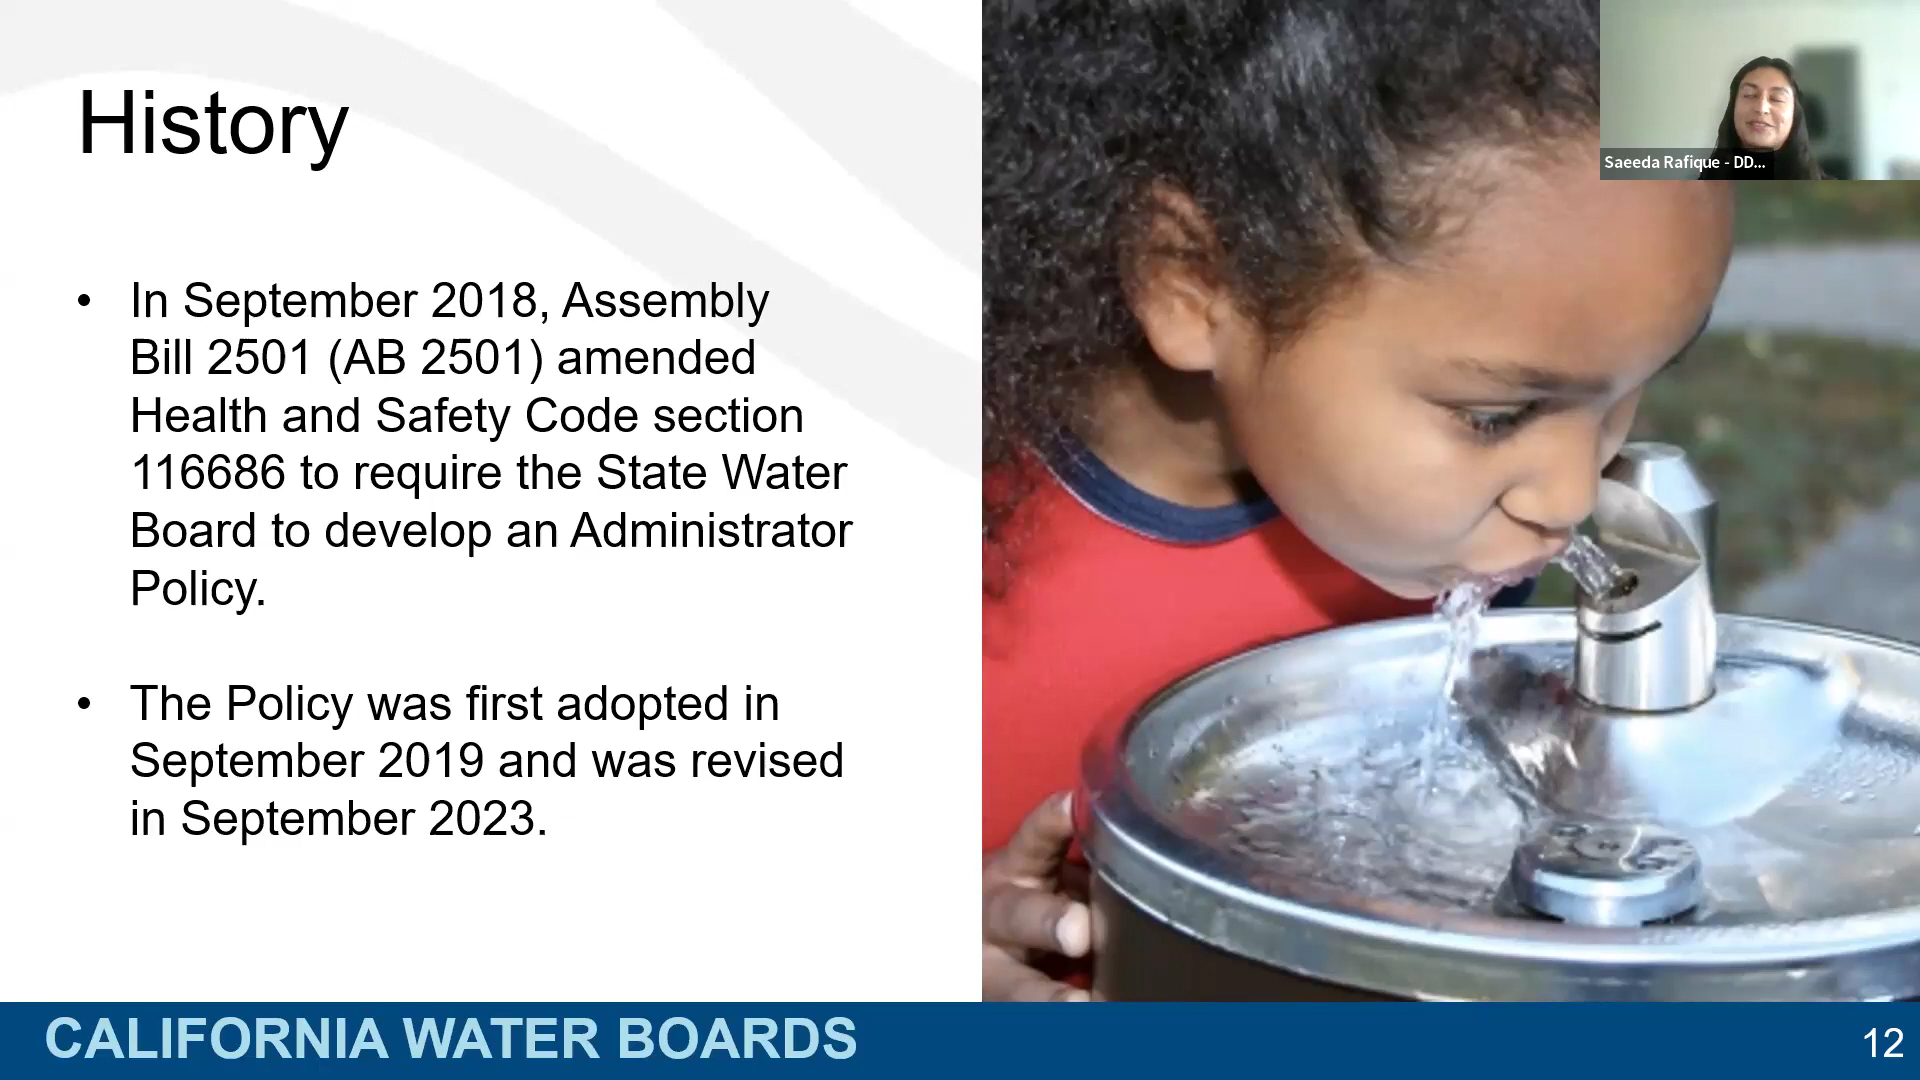 History
• In September 2018, Assembly
Bill 2501 (AB 2501) amended
Health and Safety Code section
116686 to require the State Water
Board to develop an Administrator
Policy.
• The Policy was first adopted in
September 2019 and was revised
in September 2023.
Saeeda Rafique - DD...
CALIFORNIA WATER BOARDS
12